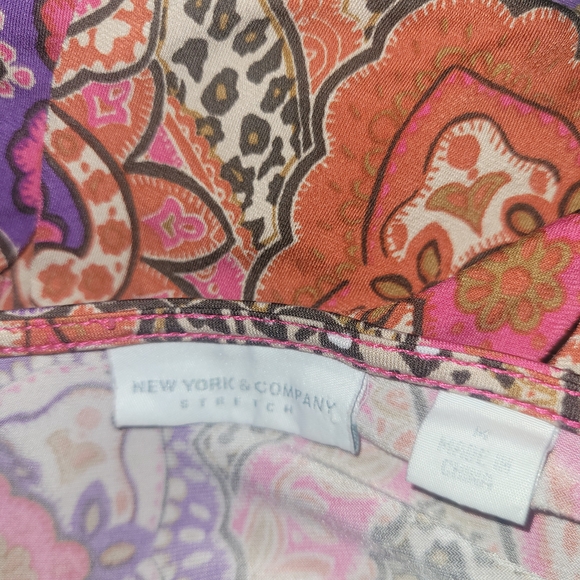 NEW YORK & COMPANY
STRETCH
M
MADE IN
CHINA